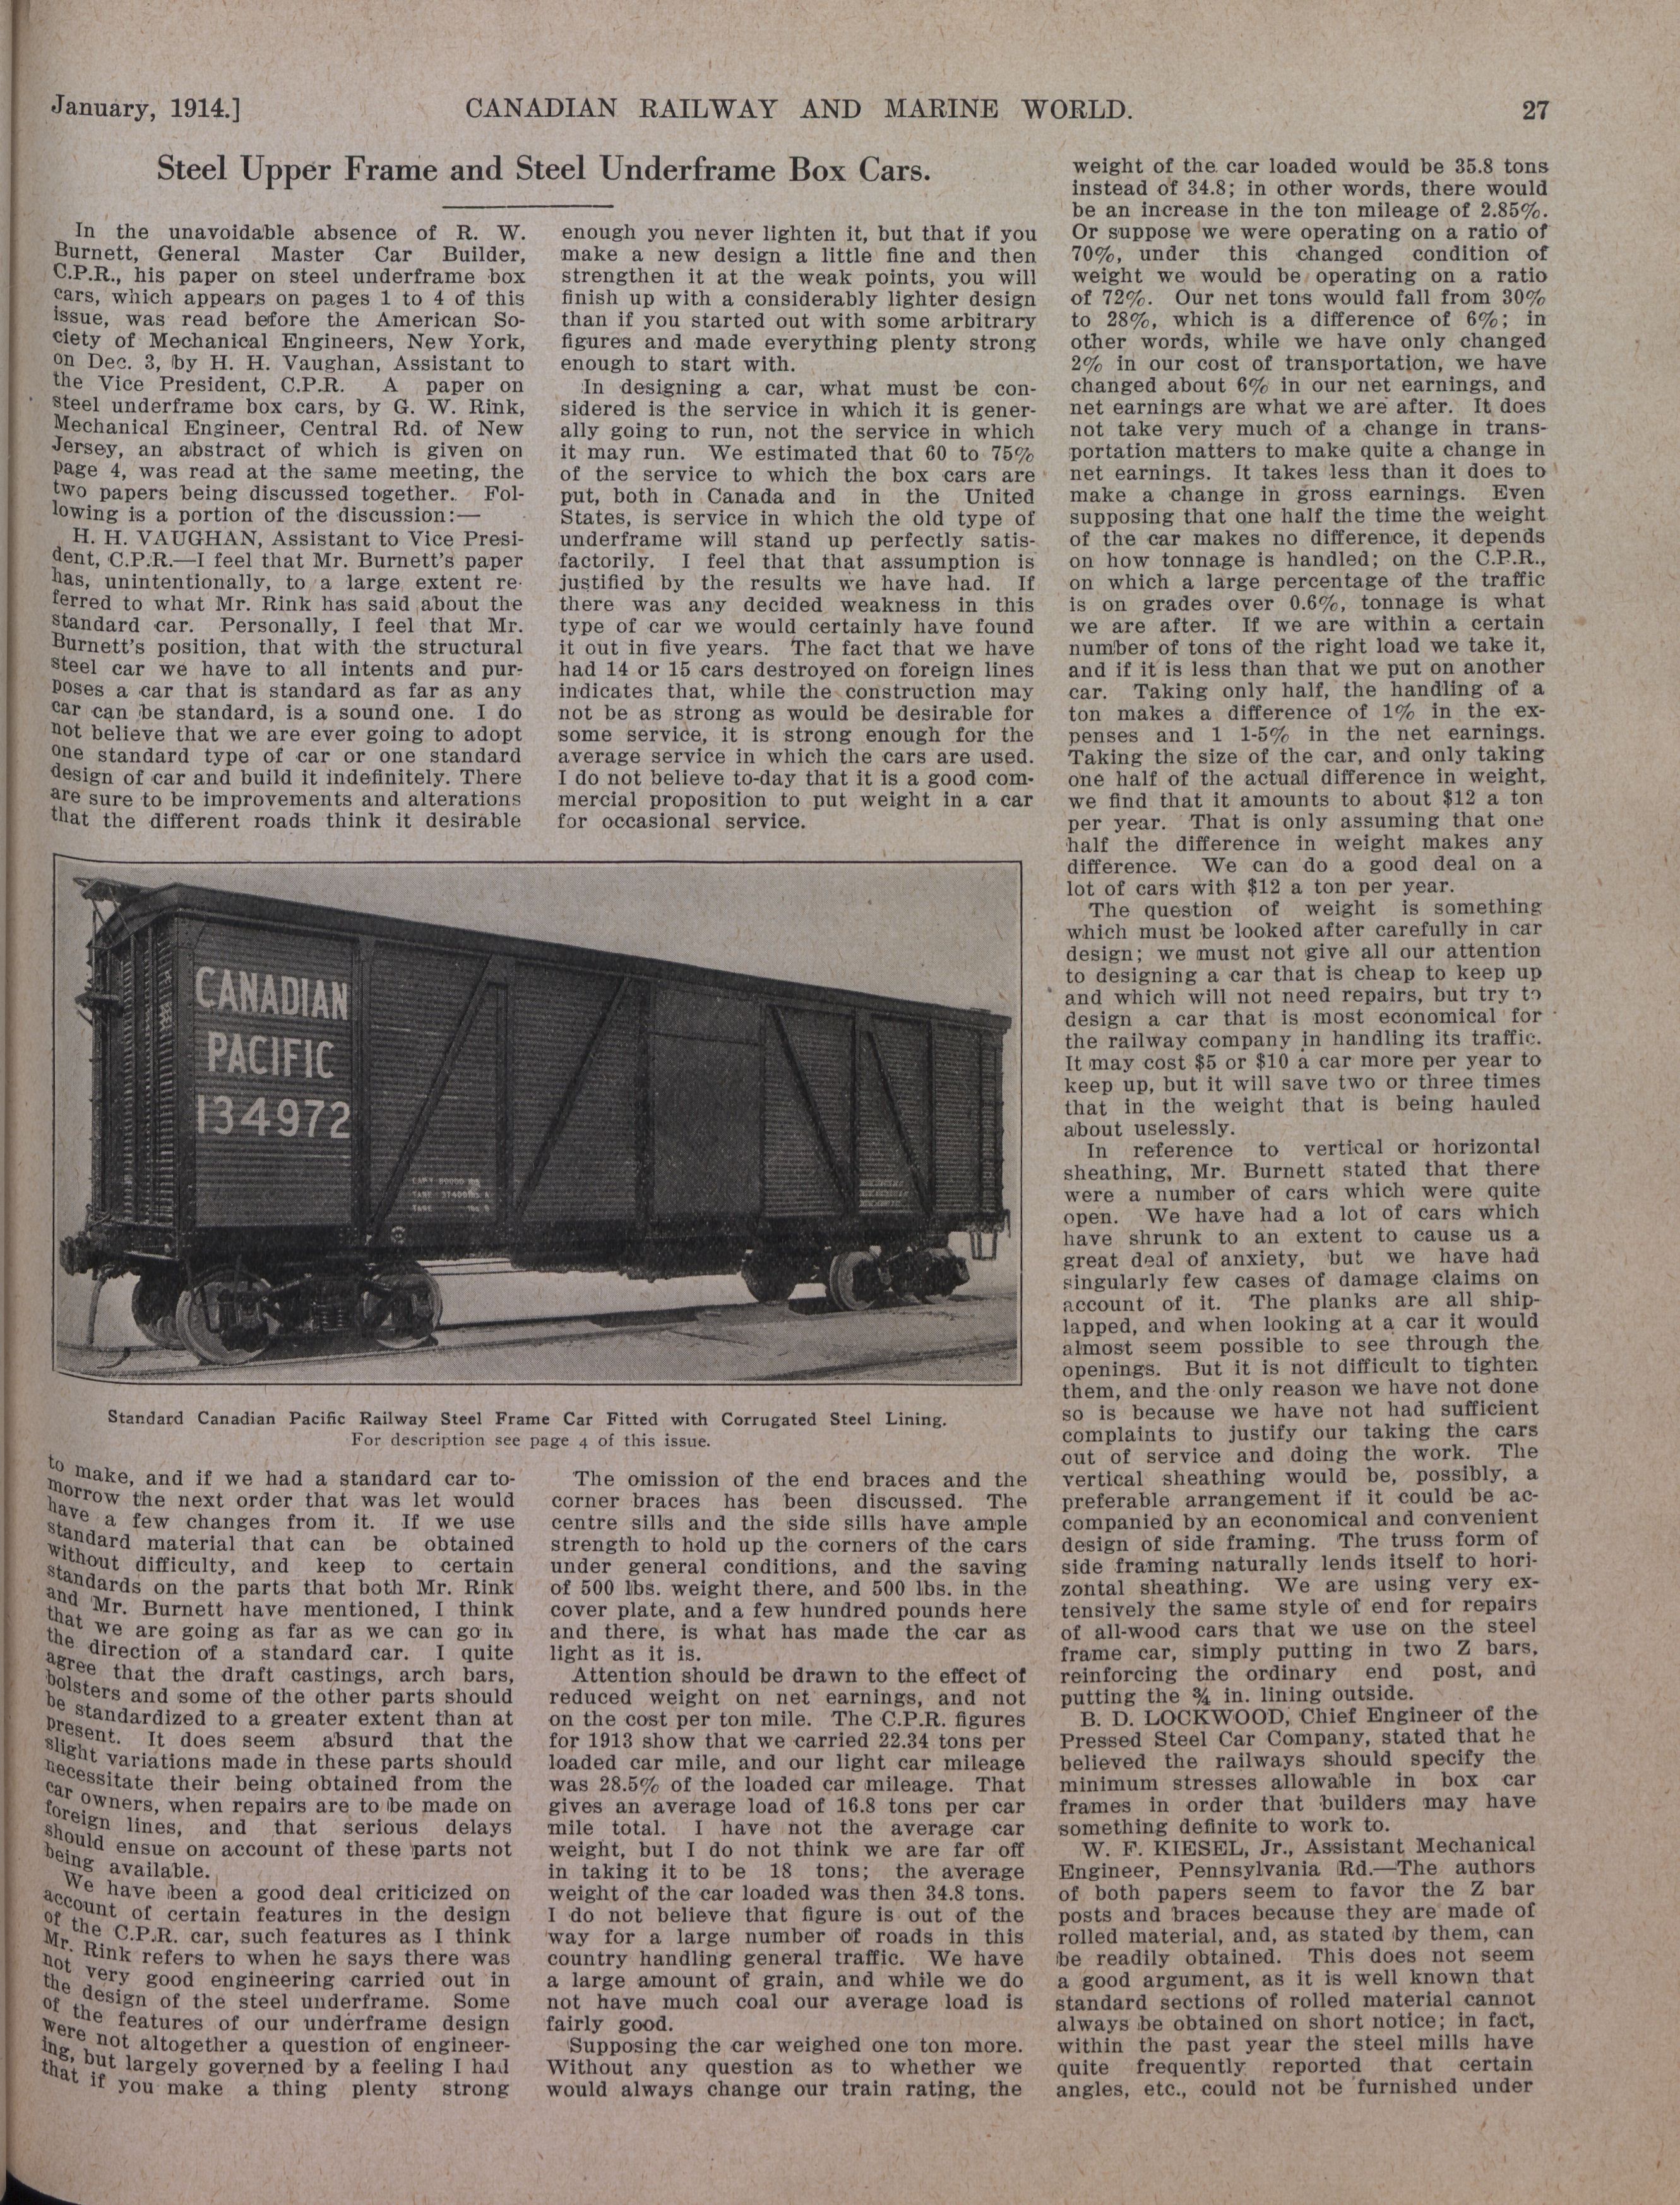 January, 1914.]
CANADIAN RAILWAY AND MARINE WORLD.
27
Steel Upper Frame and Steel Underframe Box Cars.
In the unavoidable absence of R. W.
Burnett, General Master Car Builder,
C.P.R., his paper on steel underframe box
cars, which appears on pages 1 to 4 of this
issue, was read before the American So-
ciety of Mechanical Engineers, New York,
on Dec. 3, by H. H. Vaughan, Assistant to
the Vice President, C.P.R. A paper on
steel underframe box cars, by G. W. Rink,
Mechanical Engineer, Central Rd. of New
Jersey, an abstract of which is given on
page 4, was read at the same meeting, the
two papers being discussed together. Fol-
lowing is a portion of the discussion:—
H. H. VAUGHAN, Assistant to Vice Presi-
dent, C.P.R.—I feel that Mr. Burnett's paper
has, unintentionally, to a large extent re-
ferred to what Mr. Rink has said about the
standard car. Personally, I feel that Mr.
Burnett's position, that with the structural
steel car we have to all intents and pur-
poses a car that is standard as far as any
car can be standard, is a sound one. I do
not believe that we are ever going to adopt
one standard type of car or one standard
design of car and build it indefinitely. There
are sure to be improvements and alterations
that the different roads think it desirable
enough you never lighten it, but that if you
make a new design a little fine and then
strengthen it at the weak points, you will
finish up with a considerably lighter design
than if you started out with some arbitrary
figures and made everything plenty strong
enough to start with.
In designing a car, what must be con-
sidered is the service in which it is gener-
ally going to run, not the service in which
it may run. We estimated that 60 to 75%
of the service to which the box cars are
put, both in Canada and in the United
States, is service in which the old type of
underframe will stand up perfectly satis-
factorily. I feel that that assumption is
justified by the results we have had. If
there was any decided weakness in this
type of car we would certainly have found
it out in five years. The fact that we have
had 14 or 15 cars destroyed on foreign lines
indicates that, while the construction may
not be as strong as would be desirable for
some service, it is strong enough for the
average service in which the cars are used.
I do not believe to-day that it is a good com-
mercial proposition to put weight in a car
for occasional service.
CANADIAN
PACIFIC
134972
Standard Canadian Pacific Railway Steel Frame Car Fitted with Corrugated Steel Lining.
For description see page 4 of this issue.
to make, and if we had a standard car to-
morrow the next order that was let would
have a few changes from it. If we use
standard material that can be obtained
without difficulty, and keep to certain
standards on the parts that both Mr. Rink
and Mr. Burnett have mentioned, I think
that we are going as far as we can go in
the direction of a standard car. I quite
agree that the draft castings, arch bars,
bolsters and some of the other parts should
be standardized to a greater extent than at
present. It does seem absurd that the
slight variations made in these parts should
necessitate their being obtained from the
car owners, when repairs are to be made on
foreign lines, and that serious delays
should ensue on account of these parts not
being available.
We have been a good deal criticized on
account of certain features in the design
of the C.P.R. car, such features as I think
Mr. Rink refers to when he says there was
not very good engineering carried out in
the design of the steel underframe. Some
of the features of our underframe design
were not altogether a question of engineer-
ing, but largely governed by a feeling I had
that if you make a thing plenty strong
The omission of the end braces and the
corner braces has been discussed. The
centre sills and the side sills have ample
strength to hold up the corners of the cars
under general conditions, and the saving
of 500 lbs. weight there, and 500 lbs. in the
cover plate, and a few hundred pounds here
and there, is what has made the car as
light as it is.
Attention should be drawn to the effect of
reduced weight on net earnings, and not
on the cost per ton mile. The C.P.R. figures
for 1913 show that we carried 22.34 tons per
loaded car mile, and our light car mileage
was 28.5% of the loaded car mileage. That
gives an average load of 16.8 tons per car
mile total. I have not the average car
weight, but I do not think we are far off
in taking it to be 18 tons; the average
weight of the car loaded was then 34.8 tons.
I do not believe that figure is out of the
way for a large number of roads in this
country handling general traffic. We have
a large amount of grain, and while we do
not have much coal our average load is
fairly good.
Supposing the car weighed one ton more.
Without any question as to whether we
would always change our train rating, the
weight of the car loaded would be 35.8 tons
instead of 34.8; in other words, there would
be an increase in the ton mileage of 2.85%.
Or suppose we were operating on a ratio of
70%, under this changed condition of
weight we would be operating on a ratio
of 72%. Our net tons would fall from 30%
to 28%, which is a difference of 6%; in
other words, while we have only changed
2% in our cost of transportation, we have
changed about 6% in our net earnings, and
net earnings are what we are after. It does
not take very much of a change in trans-
portation matters to make quite a change in
net earnings. It takes less than it does to
make a change in gross earnings. Even
supposing that one half the time the weight
of the car makes no difference, it depends
on how tonnage is handled; on the C.P.R.,
on which a large percentage of the traffic
is on grades over 0.6%, tonnage is what
we are after. If we are within a certain
number of tons of the right load we take it,
and if it is less than that we put on another
car. Taking only half, the handling of a
ton makes a difference of 1% in the ex-
penses and 1 1-5% in the net earnings.
Taking the size of the car, and only taking
one half of the actual difference in weight,
we find that it amounts to about $12 a ton
per year. That is only assuming that one
half the difference in weight makes any
difference. We can do a good deal on a
lot of cars with $12 a ton per year.
The question of weight is something
which must be looked after carefully in car
design; we must not give all our attention
to designing a car that is cheap to keep up
and which will not need repairs, but try to
design a car that is most economical for
the railway company in handling its traffic.
It may cost $5 or $10 a car more per year to
keep up, but it will save two or three times
that in the weight that is being hauled
about uselessly.
In reference to vertical or horizontal
sheathing, Mr. Burnett stated that there
were a number of cars which were quite
open. We have had a lot of cars which
have shrunk to an extent to cause us a
great deal of anxiety, but we have had
singularly few cases of damage claims on
account of it. The planks are all ship-
lapped, and when looking at a car it would
almost seem possible to see through the
openings. But it is not difficult to tighten
them, and the only reason we have not done
so is because we have not had sufficient
complaints to justify our taking the cars
out of service and doing the work. The
vertical sheathing would be, possibly, a
preferable arrangement if it could be ac-
companied by an economical and convenient
design of side framing. The truss form of
side framing naturally lends itself to hori-
zontal sheathing. We are using very ex-
tensively the same style of end for repairs
of all-wood cars that we use on the steel
frame car, simply putting in two Z bars,
reinforcing the ordinary end post, and
putting the ¾ in. lining outside.
B. D. LOCKWOOD, Chief Engineer of the
Pressed Steel Car Company, stated that he
believed the railways should specify the
minimum stresses allowable in box car
frames in order that builders may have
something definite to work to.
W. F. KIESEL, Jr., Assistant Mechanical
Engineer, Pennsylvania Rd.—The authors
of both papers seem to favor the Z bar
posts and braces because they are made of
rolled material, and, as stated by them, can
be readily obtained. This does not seem
a good argument, as it is well known that
standard sections of rolled material cannot
always be obtained on short notice; in fact,
within the past year the steel mills have
quite frequently reported that certain
angles, etc., could not be furnished under